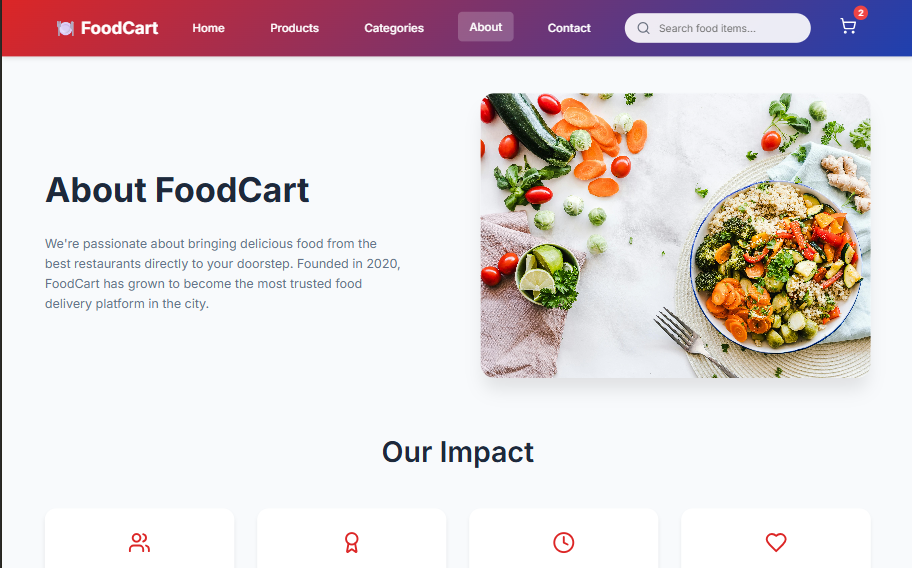 FoodCart
Home
Products
Categories
About
Contact
Search food items...
2
About FoodCart
We're passionate about bringing delicious food from the
best restaurants directly to your doorstep. Founded in 2020,
FoodCart has grown to become the most trusted food
delivery platform in the city.
Our Impact